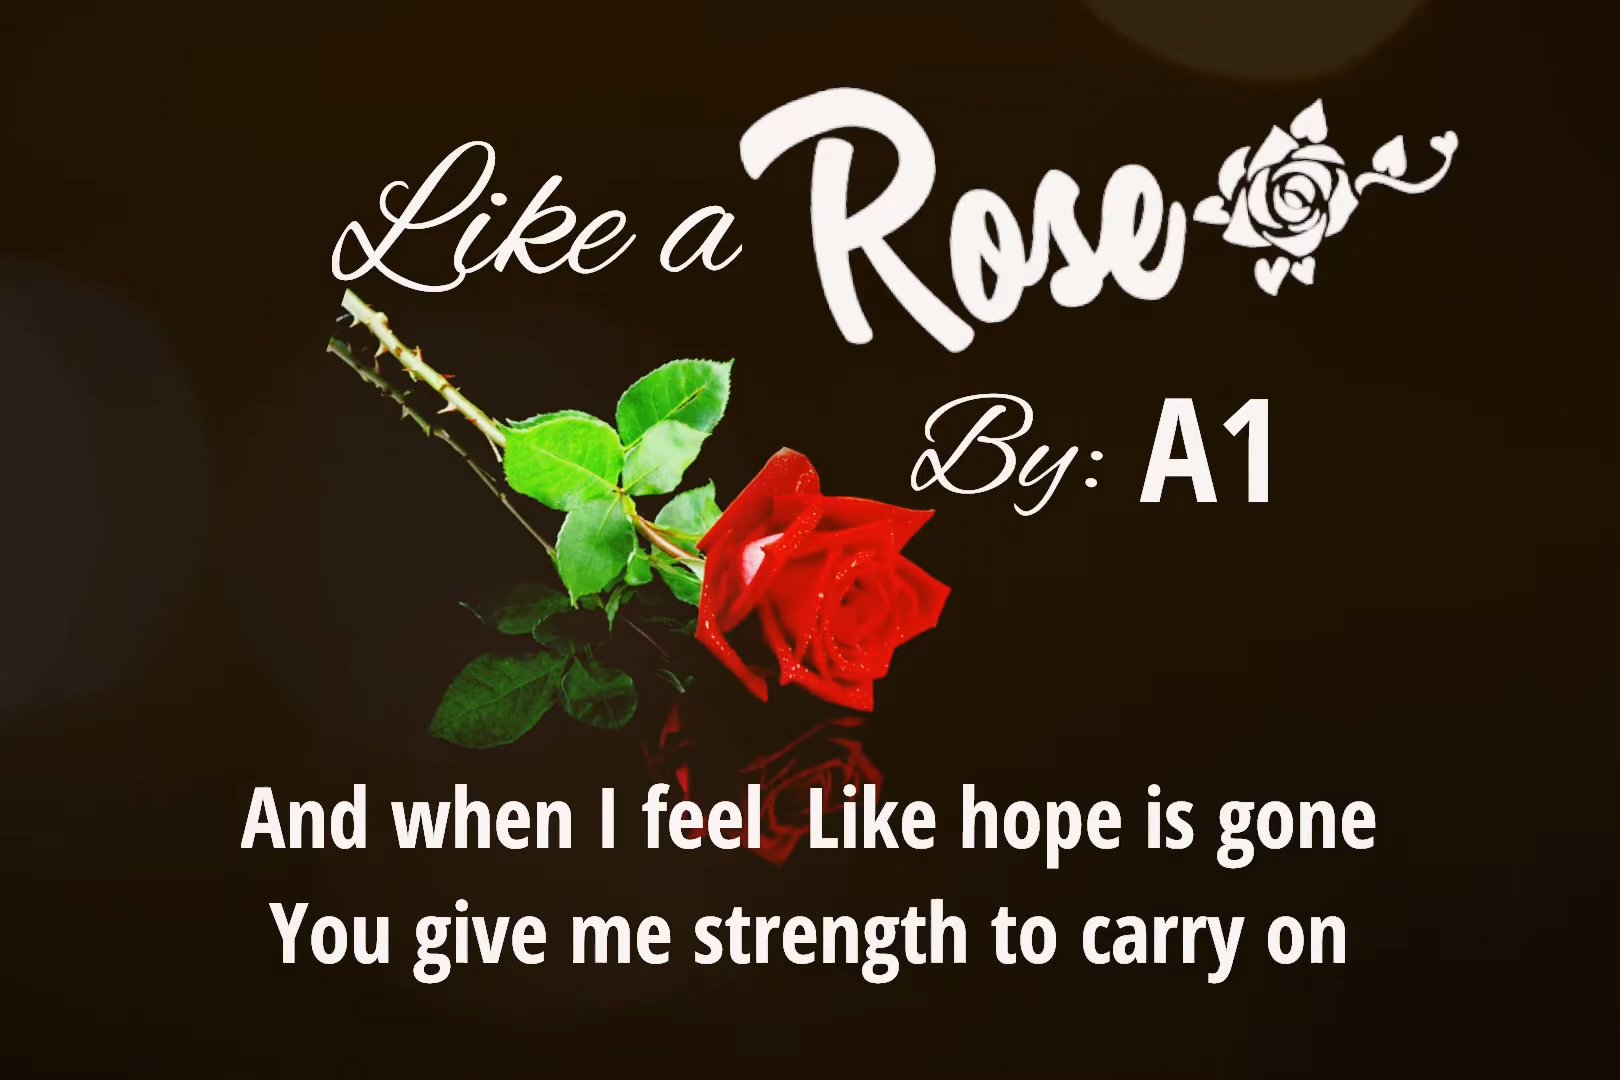 Like a Rose
By: A1
And when I feel Like hope is gone
You give me strength to carry on